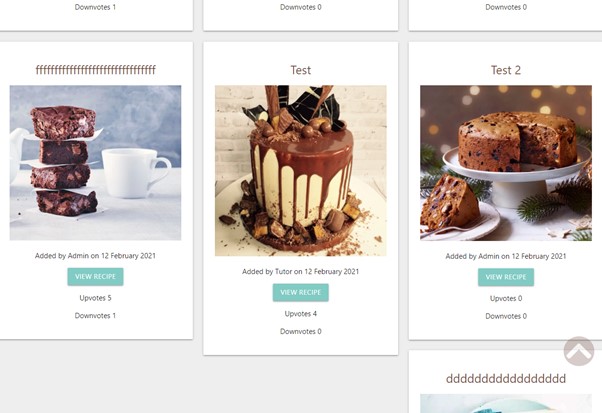 Downvotes 1
Downvotes 0
Downvotes 0
ffffffffffffffffffffffffffffffff
Added by Admin on 12 February 2021
VIEW RECIPE
Upvotes 5
Downvotes 1
Test
Added by Tutor on 12 February 2021
VIEW RECIPE
Upvotes 4
Downvotes 0
Test 2
Added by Admin on 12 February 2021
VIEW RECIPE
Upvotes 0
Downvotes 0
ddddddddddddddddd